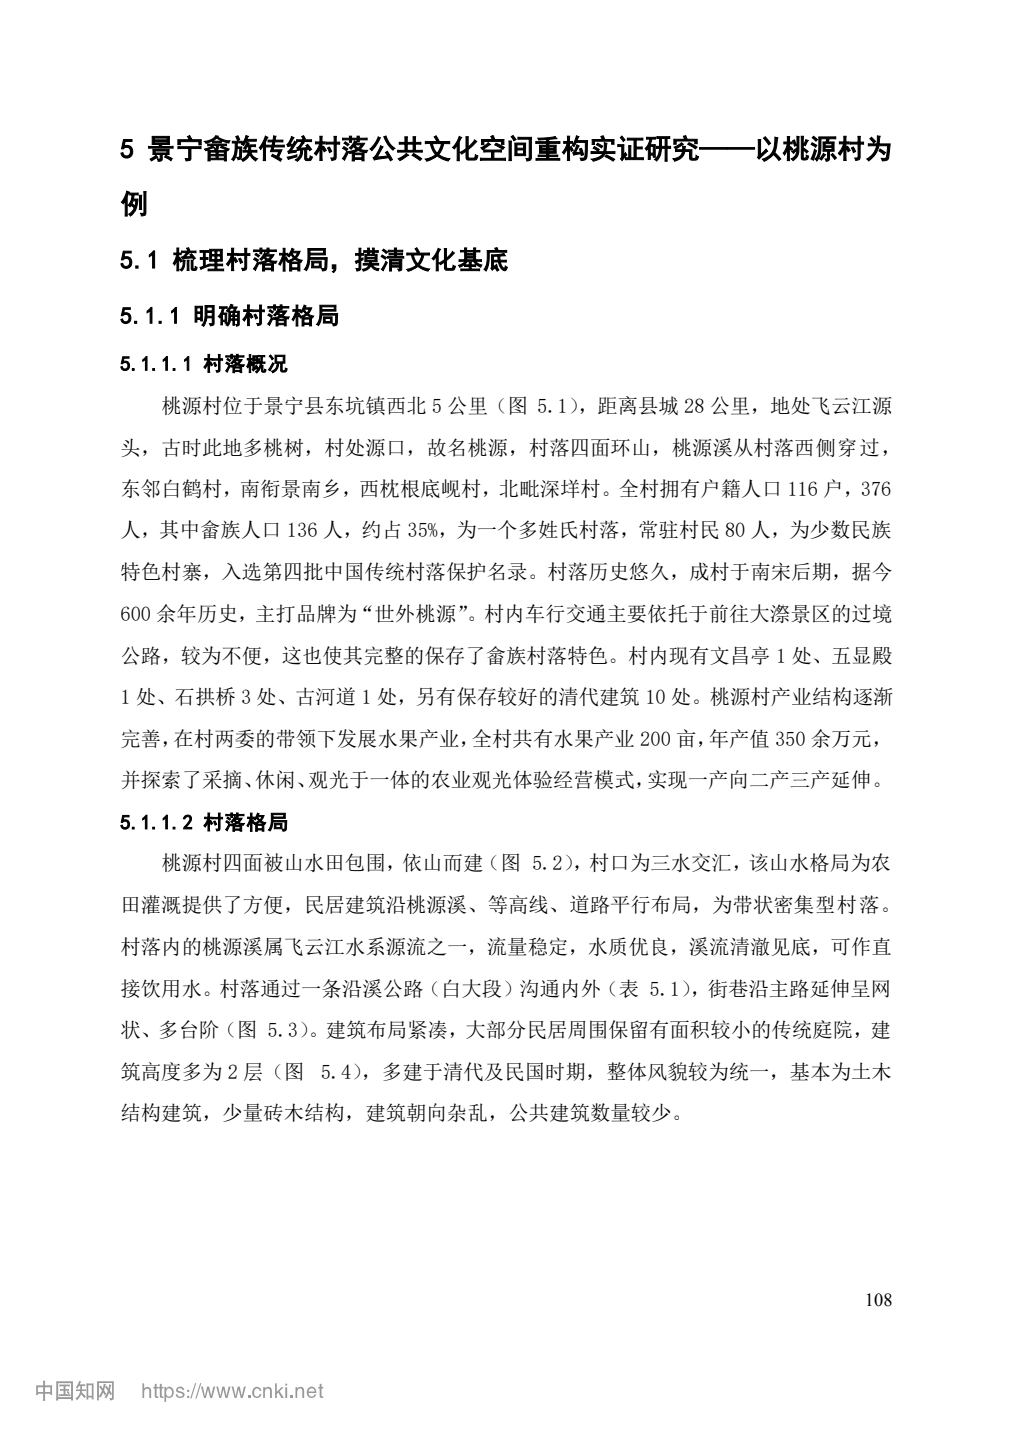 5 景宁畲族传统村落公共文化空间重构实证研究——以桃源村为
例
5.1 梳理村落格局，摸清文化基底
5.1.1 明确村落格局
5.1.1.1 村落概况
桃源村位于景宁县东坑镇西北 5 公里（图 5.1），距离县城 28 公里，地处飞云江源
头，古时此地多桃树，村处源口，故名桃源，村落四面环山，桃源溪从村落西侧穿过，
东邻白鹤村，南衔景南乡，西枕根底岘村，北毗深垟村。全村拥有户籍人口 116 户，376
人，其中畲族人口 136 人，约占 35%，为一个多姓氏村落，常驻村民 80 人，为少数民族
特色村寨，入选第四批中国传统村落保护名录。村落历史悠久，成村于南宋后期，据今
600 余年历史，主打品牌为“世外桃源”。村内车行交通主要依托于前往大漈景区的过境
公路，较为不便，这也使其完整的保存了畲族村落特色。村内现有文昌亭 1 处、五显殿
1 处、石拱桥 3 处、古河道 1 处，另有保存较好的清代建筑 10 处。桃源村产业结构逐渐
完善，在村两委的带领下发展水果产业，全村共有水果产业 200 亩，年产值 350 余万元，
并探索了采摘、休闲、观光于一体的农业观光体验经营模式，实现一产向二产三产延伸。
5.1.1.2 村落格局
桃源村四面被山水田包围，依山而建（图 5.2），村口为三水交汇，该山水格局为农
田灌溉提供了方便，民居建筑沿桃源溪、等高线、道路平行布局，为带状密集型村落。
村落内的桃源溪属飞云江水系源流之一，流量稳定，水质优良，溪流清澈见底，可作直
接饮用水。村落通过一条沿溪公路（白大段）沟通内外（表 5.1），街巷沿主路延伸呈网
状、多台阶（图 5.3）。建筑布局紧凑，大部分民居周围保留有面积较小的传统庭院，建
筑高度多为 2 层（图 5.4），多建于清代及民国时期，整体风貌较为统一，基本为土木
结构建筑，少量砖木结构，建筑朝向杂乱，公共建筑数量较少。
108
中国知网 https://www.cnki.net